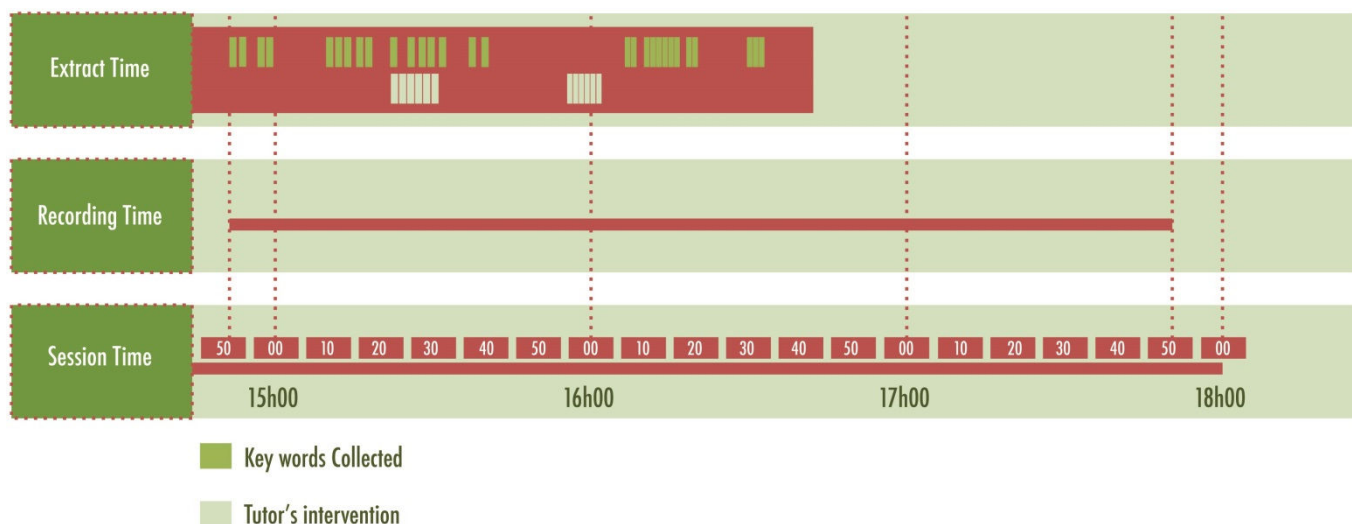 Extract Time
Recording Time
Session Time
50 00 10 20 30 40 50 00 10 20 30 40 50 00 10 20 30 40 50 00
15h00 16h00 17h00 18h00
Key words Collected
Tutor's intervention